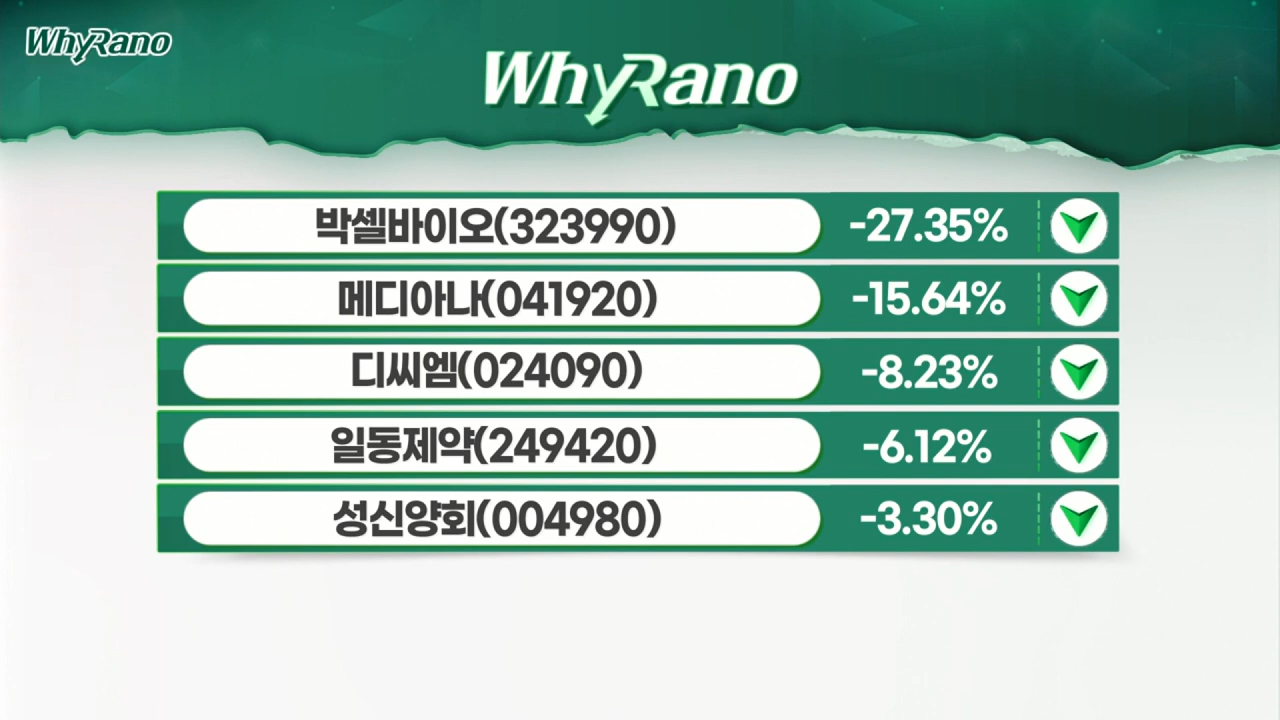 WhyRano
WhyRano
박셀바이오(323990) -27.35%
메디아나(041920) -15.64%
디씨엠(024090) -8.23%
일동제약(249420) -6.12%
성신양회(004980) -3.30%